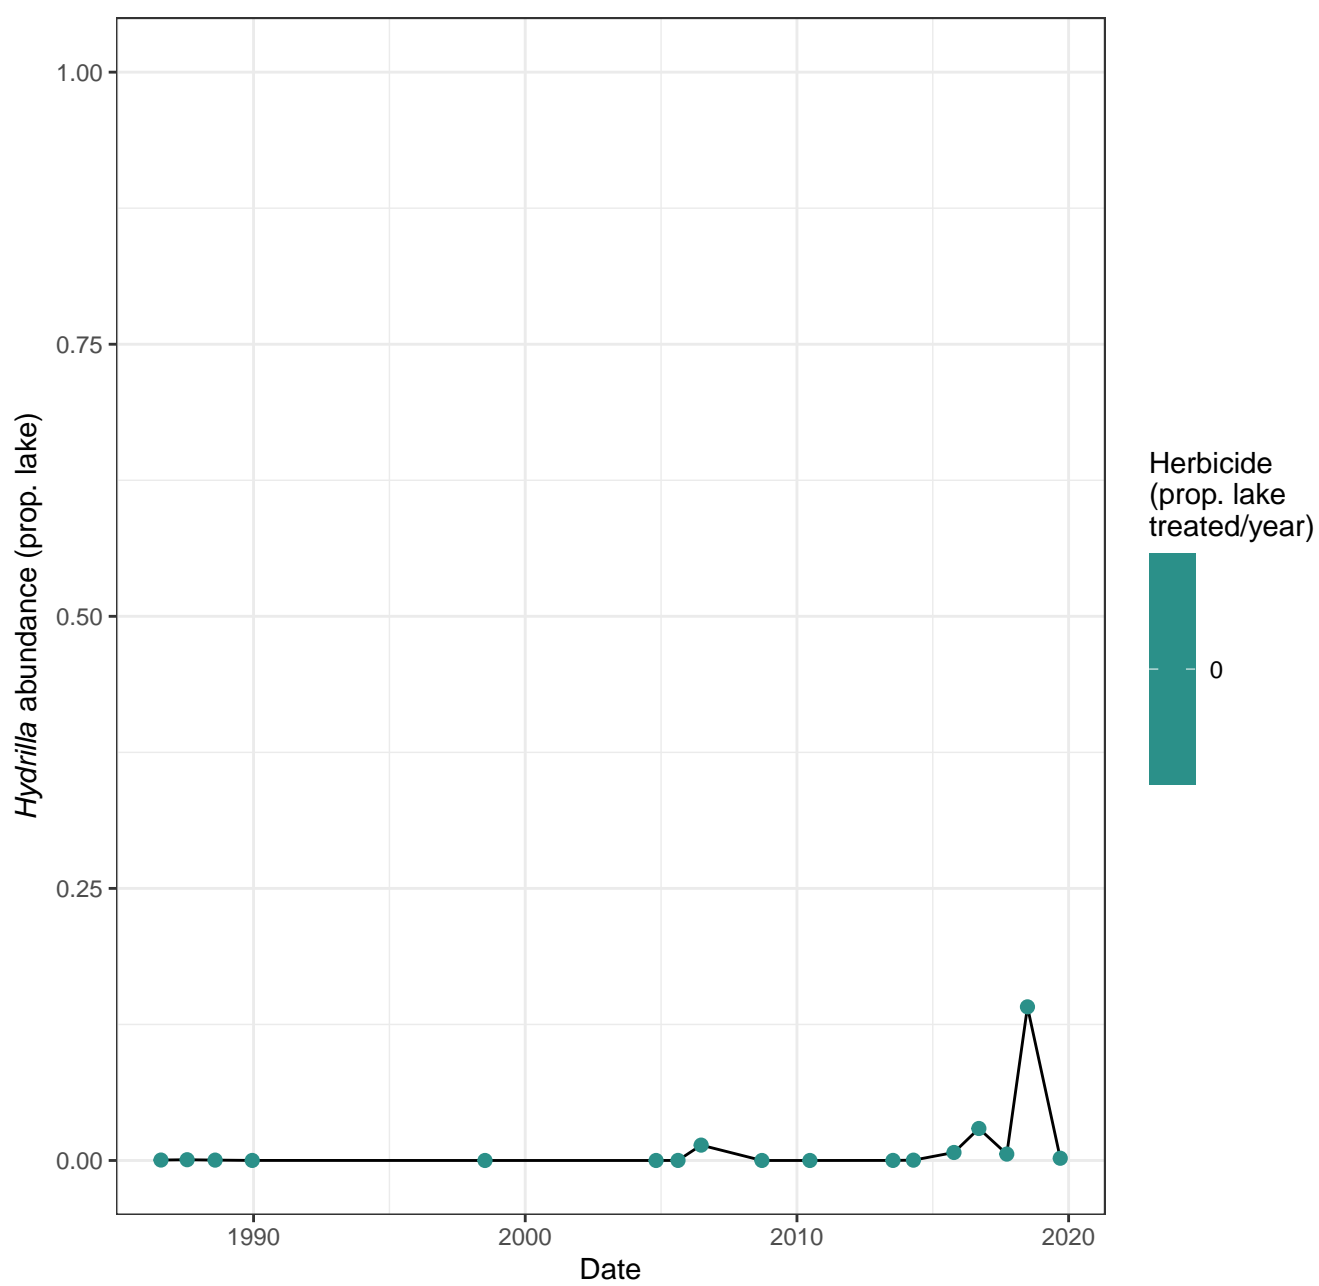 1.00
0.75
0.50
0.25
0.00
Hydrilla abundance (prop. lake)
1990
2000
2010
2020
Date
Herbicide
(prop. lake
treated/year)
0